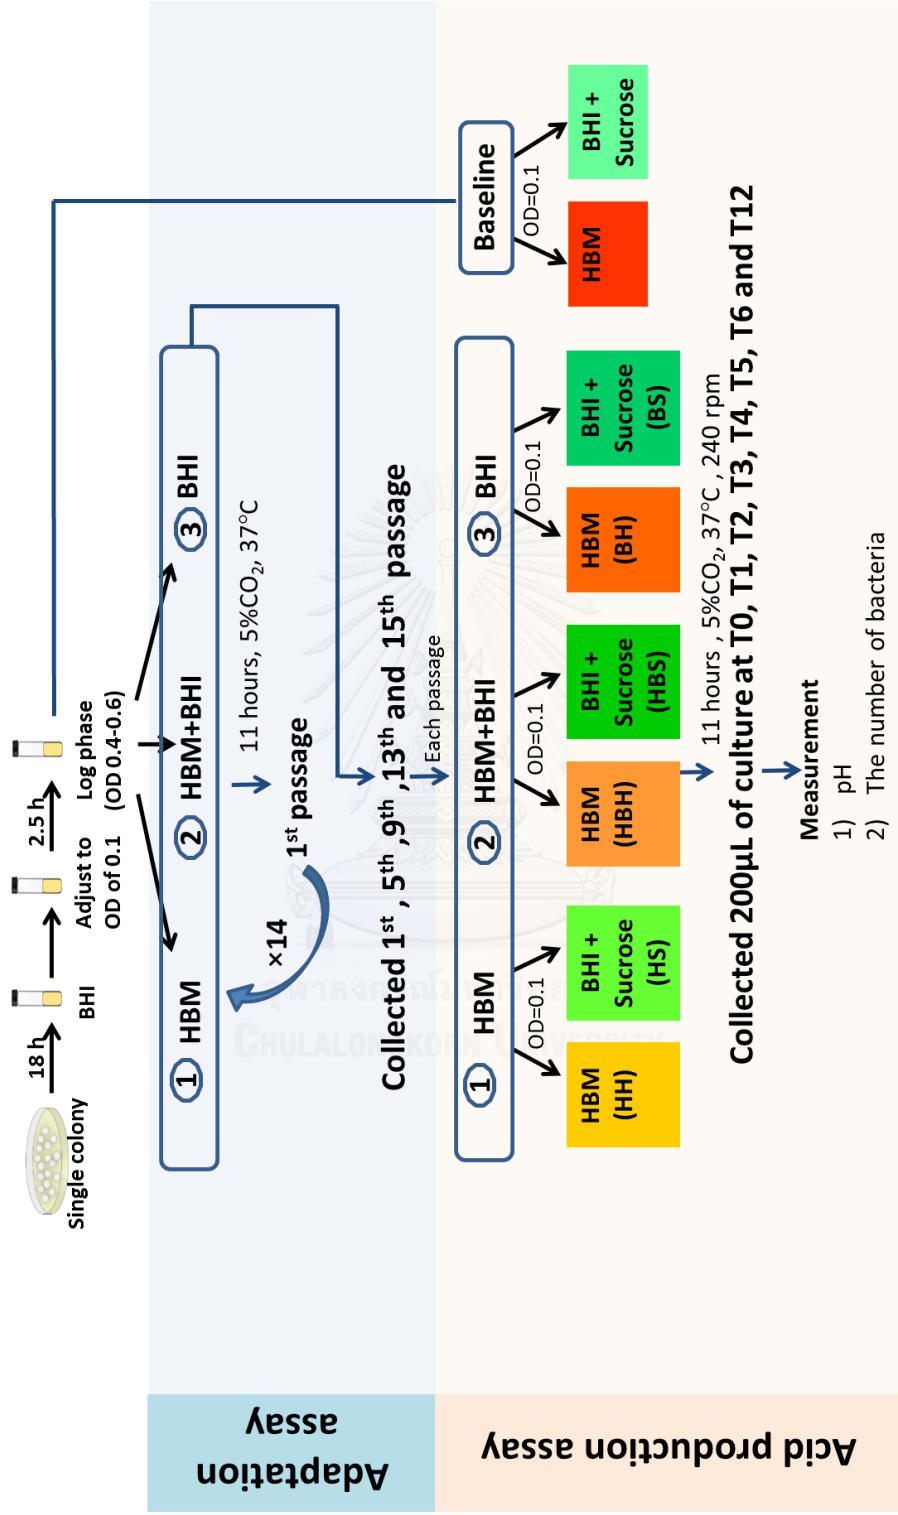 18 h
2.5 h
Single colony
BHI
Adjust to
OD of 0.1
Log phase
(OD 0.4-0.6)
Adaptation
assay
1 HBM
2 HBM+BHI
3 BHI
11 hours, 5%CO₂, 37°C
×14
1st passage
Collected 1st , 5th ,9th ,13th and 15th passage
Each passage
Acid production assay
1 HBM
2 HBM+BHI
3 BHI
Baseline
OD=0.1
OD=0.1
OD=0.1
OD=0.1
HBM
(HH)
BHI +
Sucrose
(HS)
HBM
(HBH)
BHI +
Sucrose
(HBS)
HBM
(BH)
BHI +
Sucrose
(BS)
HBM
BHI +
Sucrose
11 hours , 5%CO₂, 37°C , 240 rpm
Collected 200µL of culture at T0, T1, T2, T3, T4, T5, T6 and T12
Measurement
1) pH
2) The number of bacteria
CHULALONGKORN UNIVERSITY